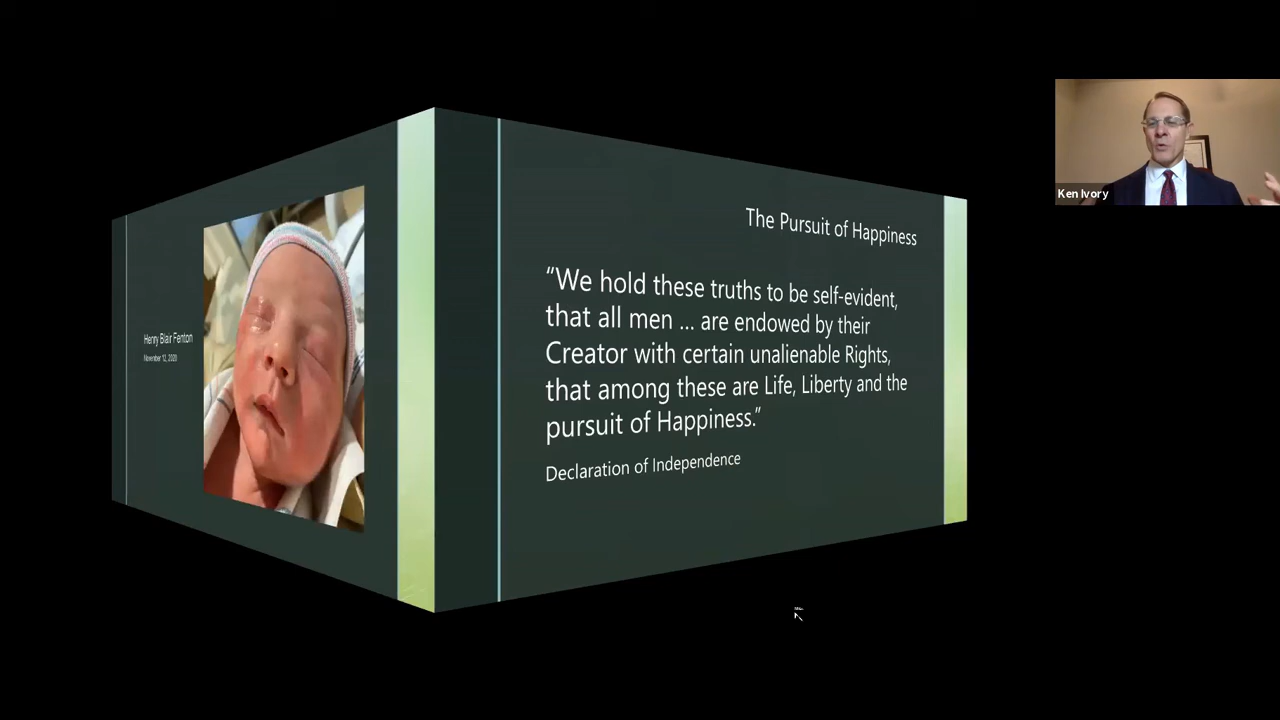 Henry Blair Fenton
November 12, 2020
The Pursuit of Happiness
“We hold these truths to be self-evident,
that all men ... are endowed by their
Creator with certain unalienable Rights,
that among these are Life, Liberty and the
pursuit of Happiness.”
Declaration of Independence
Ken Ivory